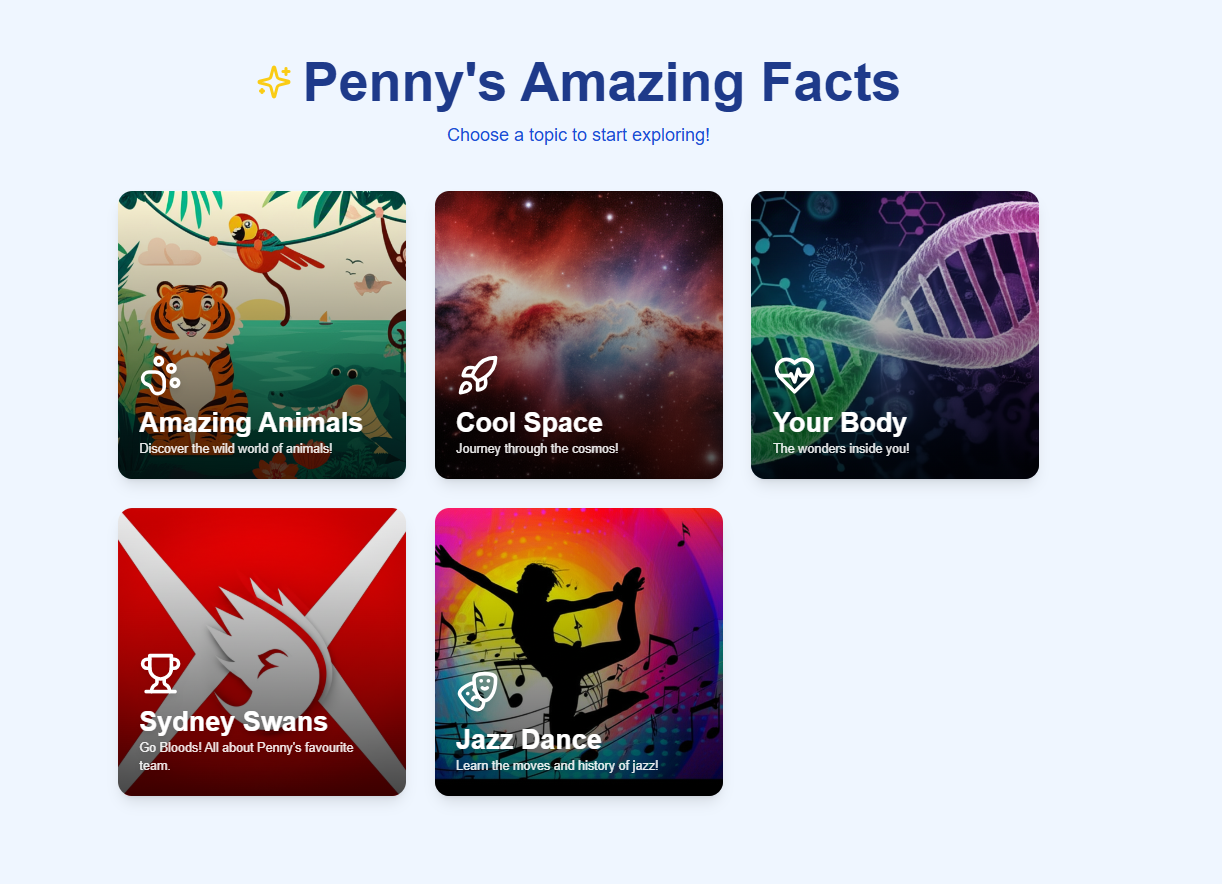 Penny's Amazing Facts
Choose a topic to start exploring!
Amazing Animals
Discover the wild world of animals!
Cool Space
Journey through the cosmos!
Your Body
The wonders inside you!
Sydney Swans
Go Bloods! All about Penny's favourite
team.
Jazz Dance
Learn the moves and history of jazz!